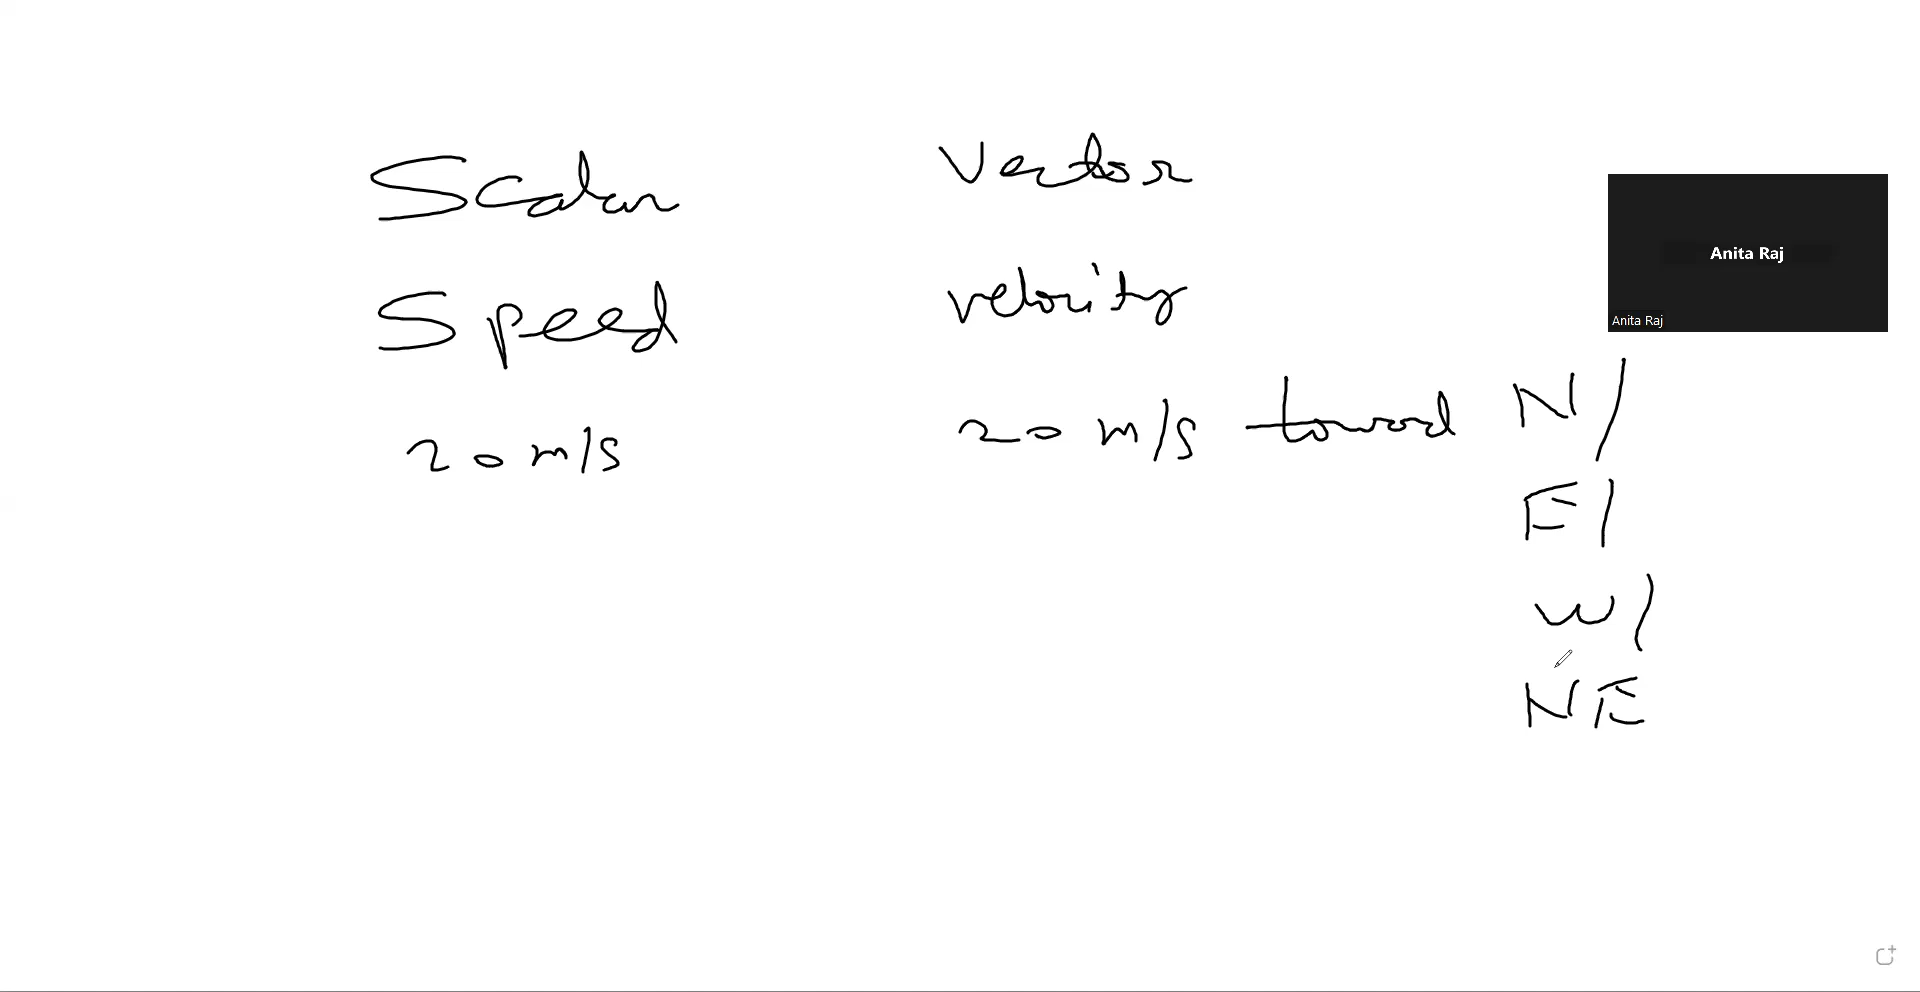 Scalar
Vector
Speed
velocity
20 m/s
20 m/s toward N/
E/
W/
NE
Anita Raj
Anita Raj